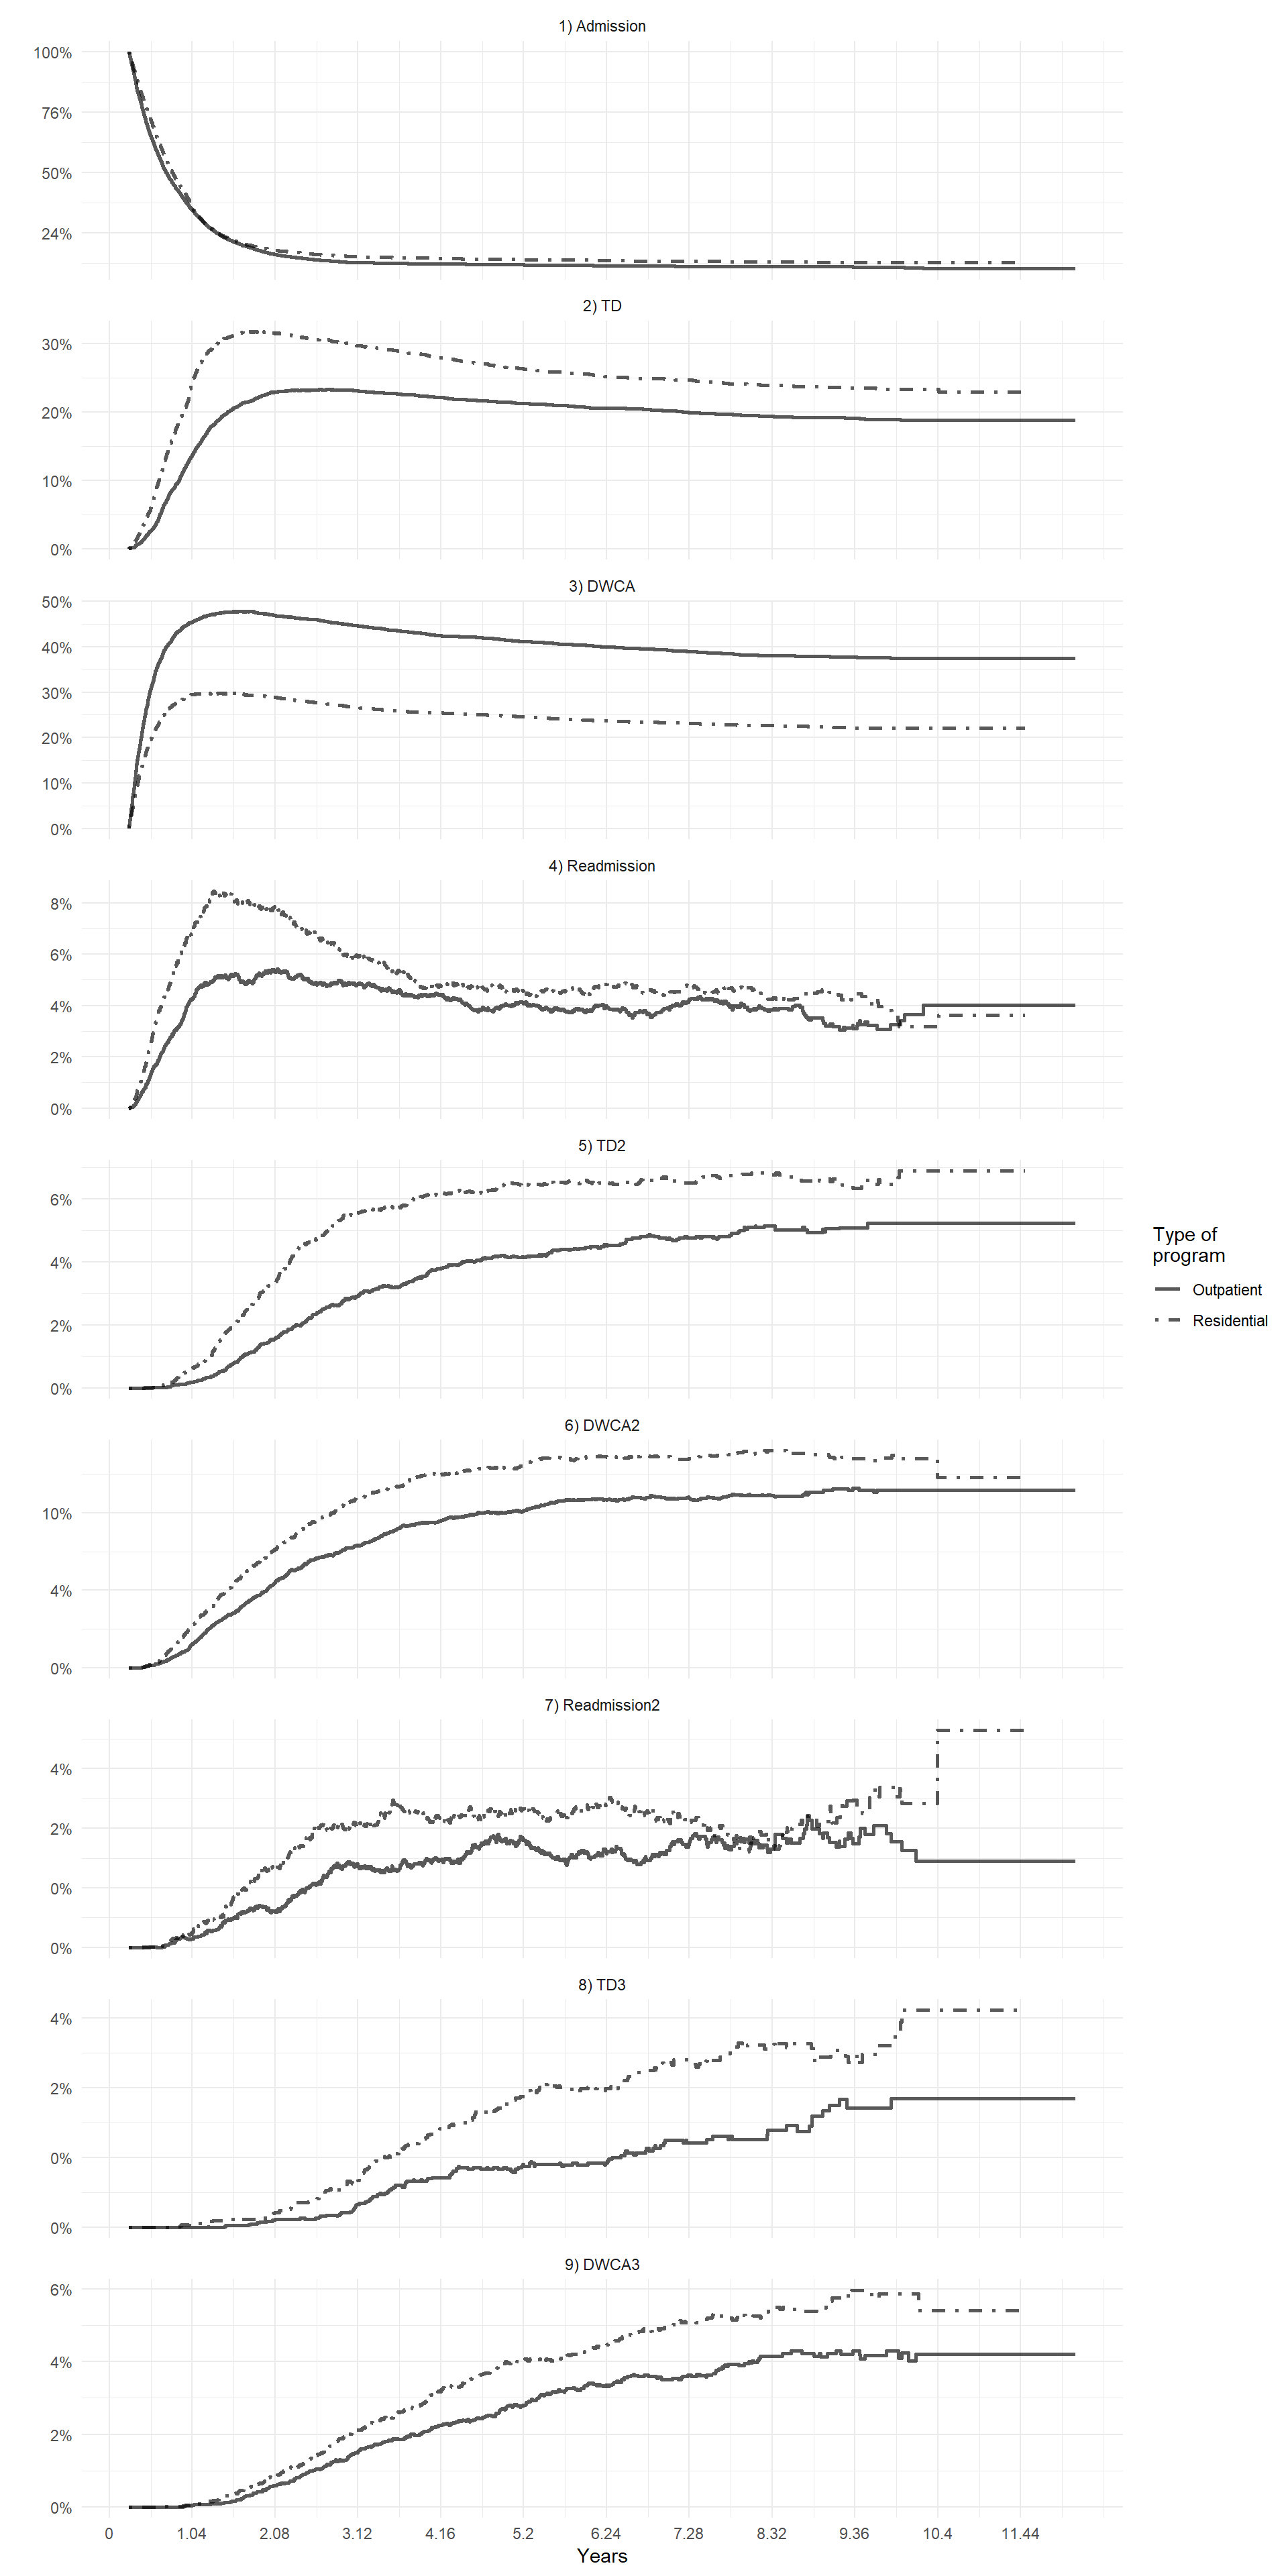 1) Admission
100%
76%
50%
24%
2) TD
30%
20%
10%
0%
3) DWCA
50%
40%
30%
20%
10%
0%
4) Readmission
8%
6%
4%
2%
0%
5) TD2
6%
4%
2%
0%
Type of
program
Outpatient
Residential
6) DWCA2
10%
4%
0%
7) Readmission2
4%
2%
0%
0%
8) TD3
4%
2%
0%
0%
9) DWCA3
6%
4%
2%
0%
0 1.04 2.08 3.12 4.16 5.2 6.24 7.28 8.32 9.36 10.4 11.44
Years